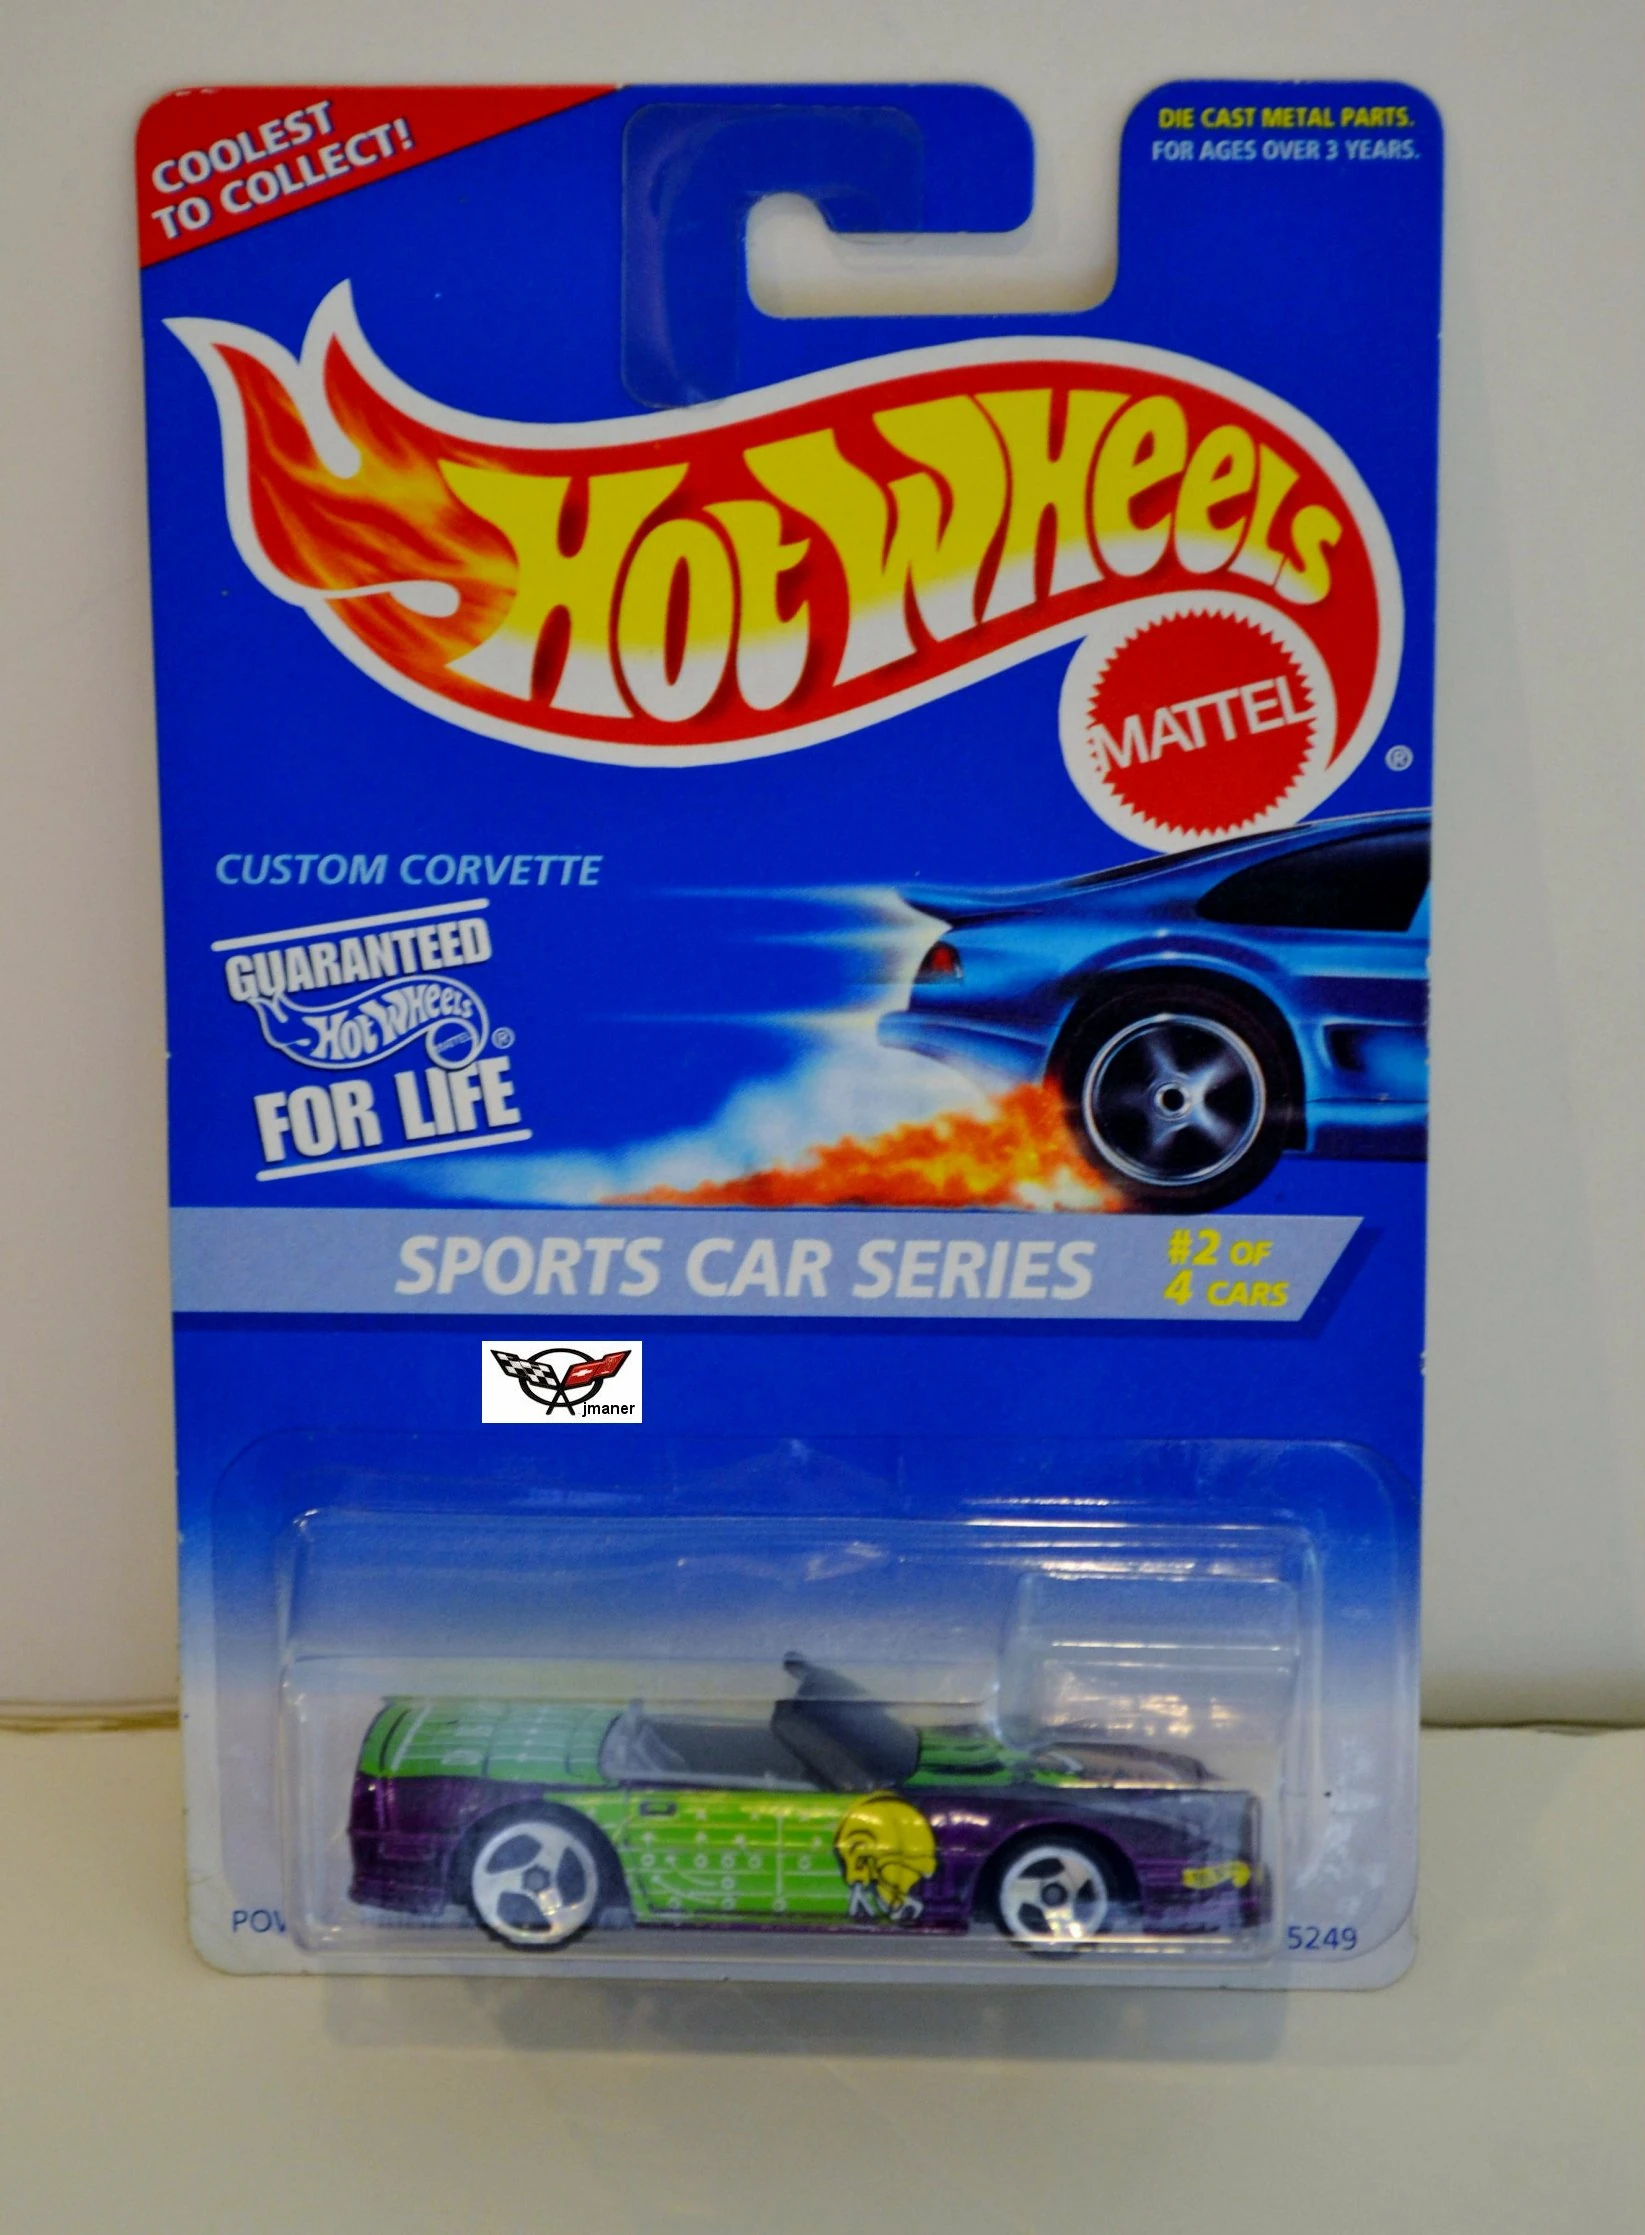 COOLEST
TO COLLECT!
DIE CAST METAL PARTS.
FOR AGES OVER 3 YEARS.
HOT WHEELS
MATTEL
®
CUSTOM CORVETTE
GUARANTEED
HOT WHEELS
MATTEL ®
FOR LIFE
SPORTS CAR SERIES
#2 OF
4 CARS
jmaner
5249